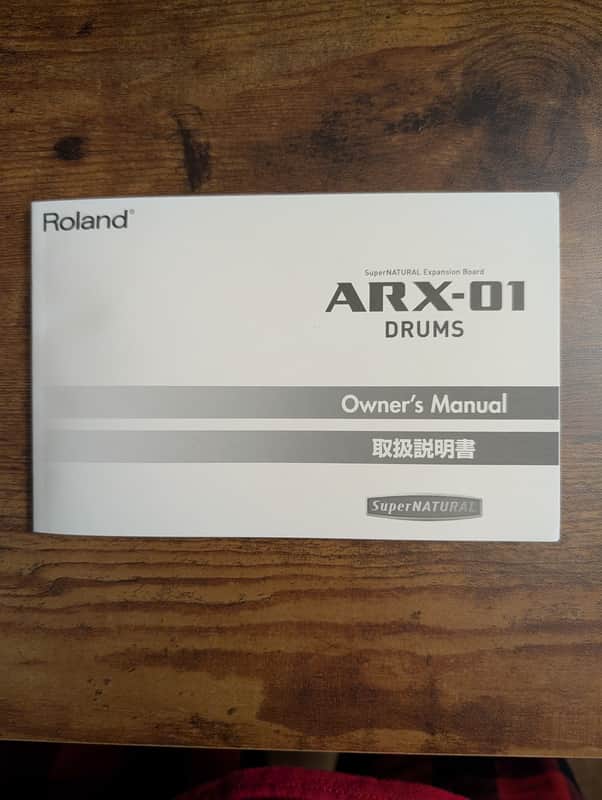 Roland®
SuperNATURAL Expansion Board
ARX-01
DRUMS
Owner's Manual
取扱説明書
SuperNATURAL